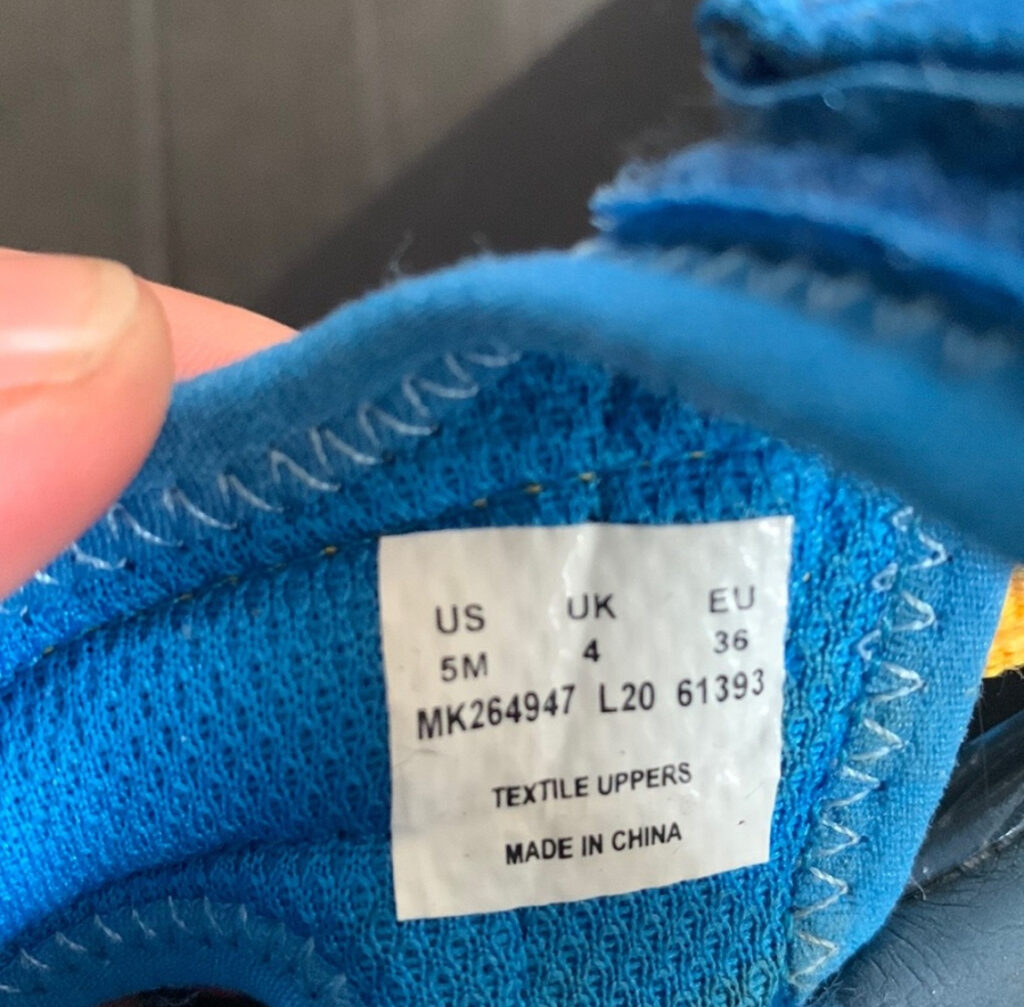 US UK EU
5M 4 36
MK264947 L20 61393
TEXTILE UPPERS
MADE IN CHINA